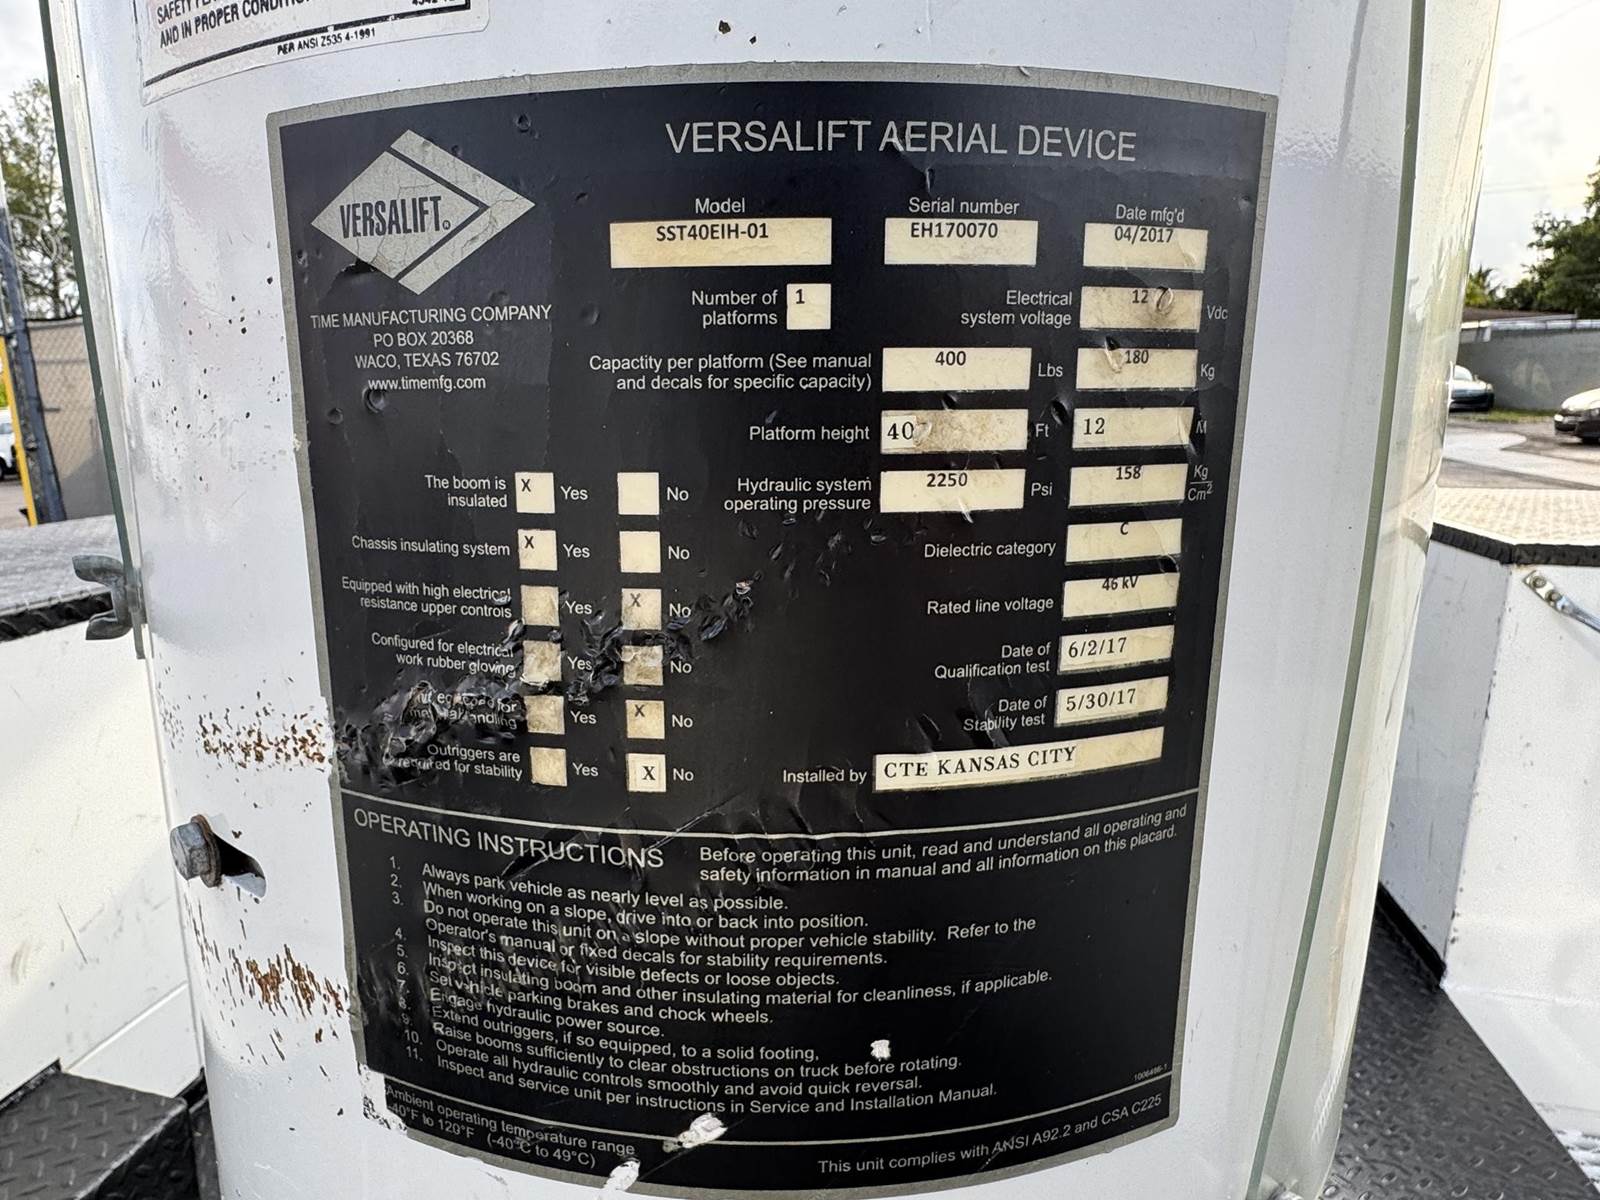 SAFETY
AND IN PROPER CONDITION
PER ANSI Z535 4-1991
VERSALIFT AERIAL DEVICE
VERSALIFT
TIME MANUFACTURING COMPANY
PO BOX 20368
WACO, TEXAS 76702
www.timemfg.com
Model
SST40EIH-01
Serial number
EH170070
Date mfg'd
04/2017
Number of
platforms
1
Electrical
system voltage
12
Vdc
Capactity per platform (See manual
and decals for specific capacity)
400
Lbs
180
Kg
Platform height
40
Ft
12
M
The boom is
insulated
X Yes
No
Hydraulic system
operating pressure
2250
Psi
158
Kg
Cm2
Chassis insulating system
X Yes
No
Dielectric category
C
Equipped with high electrical
resistance upper controls
Yes
X No
Rated line voltage
46 kV
Configured for electrical
work rubber gloving
Yes
No
Date of
Qualification test
6/2/17
equipped for
handling
Yes
X No
Date of
Stability test
5/30/17
Outriggers are
required for stability
Yes
X No
Installed by
CTE KANSAS CITY
OPERATING INSTRUCTIONS
Before operating this unit, read and understand all operating and
safety information in manual and all information on this placard.
1. Always park vehicle as nearly level as possible.
2. When working on a slope, drive into or back into position.
3. Do not operate this unit on a slope without proper vehicle stability. Refer to the
Operator's manual or fixed decals for stability requirements.
4. Inspect this device for visible defects or loose objects.
5. Inspect insulating boom and other insulating material for cleanliness, if applicable.
6. Set vehicle parking brakes and chock wheels.
7. Engage hydraulic power source.
8. Extend outriggers, if so equipped, to a solid footing,
9. Raise booms sufficiently to clear obstructions on truck before rotating.
10. Operate all hydraulic controls smoothly and avoid quick reversal.
11. Inspect and service unit per instructions in Service and Installation Manual.
1006486-1
Ambient operating temperature range
-40°F to 120°F (-40°C to 49°C)
This unit complies with ANSI A92.2 and CSA C225